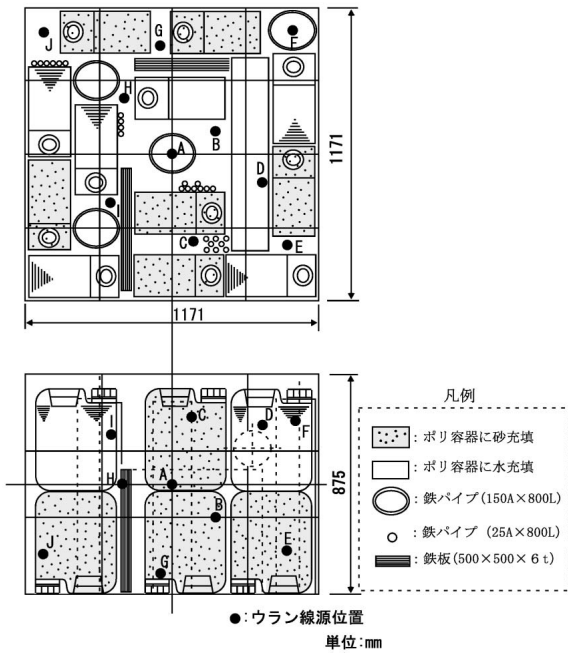 J
G
F
H
A
B
D
I
C
E
1171
1171
C
D
F
I
H
A
B
J
E
G
875
凡例
：ポリ容器に砂充填
：ポリ容器に水充填
：鉄パイプ(150A×800L)
：鉄パイプ (25A×800L)
：鉄板(500×500×6t)
●:ウラン線源位置
単位:mm